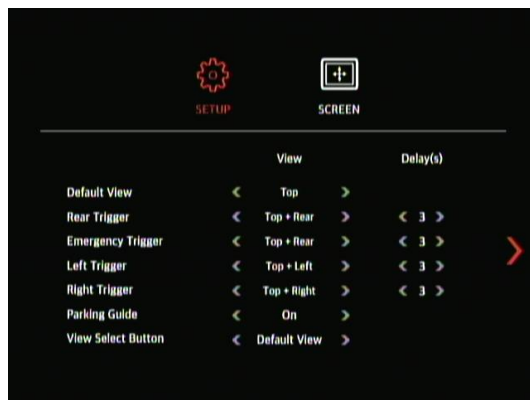 SETUP SCREEN
View Delay(s)
Default View Top
Rear Trigger Top + Rear 3
Emergency Trigger Top + Rear 3
Left Trigger Top + Left 3
Right Trigger Top + Right 3
Parking Guide On
View Select Button Default View